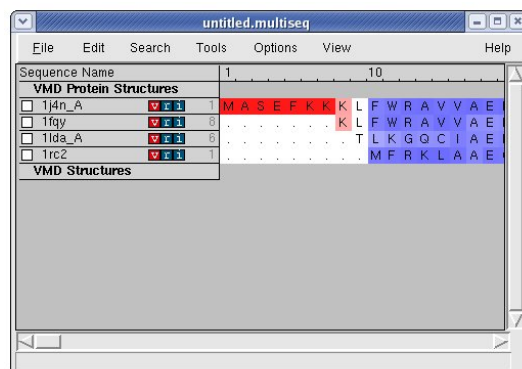 untitled.multiseq
File Edit Search Tools Options View Help
Sequence Name 1 10
VMD Protein Structures
1j4n_A v r i 1 M A S E F K K K L F W R A V V A E
1fqy v r i 8 . . . . . . . K L F W R A V V A E
1lda_A v r i 6 . . . . . . . . T L K G Q C I A E
1rc2 v r i 1 . . . . . . . . . M F R K L A A E
VMD Structures